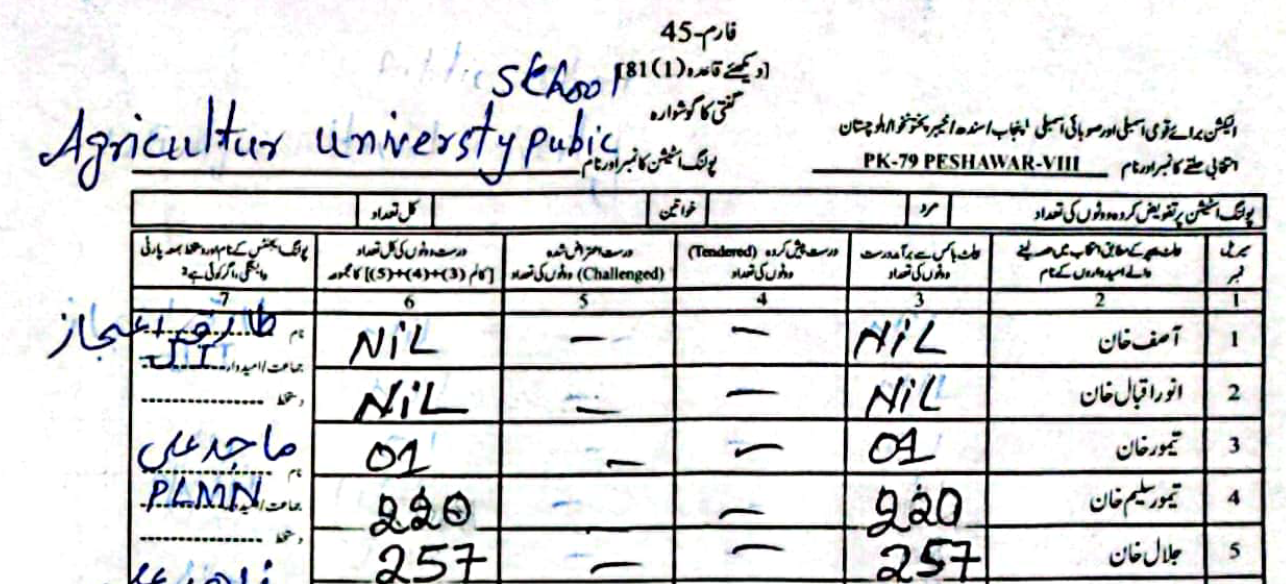 فارم-45
[دیکھئے قاعدہ (1)81]
School
گنتی کا گوشوارہ
Agricultur universty pubic
الیکشن برائے قومی اسمبلی اور صوبائی اسمبلی پنجاب/سندھ/خیبر پختونخوا/بلوچستان
انتخابی حلقے کا نمبر اور نام PK-79 PESHAWAR-VIII پولنگ اسٹیشن کا نمبر اور نام
پولنگ اسٹیشن پر تفویض کردہ ووٹوں کی تعداد مرد خواتین کل تعداد
سیریل نمبر
بیلٹ پیپر کے مطابق انتخاب میں حصہ لینے والے امیدواروں کے نام
بیلٹ باکس سے برآمد درست ووٹوں کی تعداد
درست پیش کردہ (Tendered) ووٹوں کی تعداد
درست اعتراض شدہ (Challenged) ووٹوں کی تعداد
درست ووٹوں کی کل تعداد [کالم (3)+(4)+(5)] کا مجموعہ
پولنگ ایجنٹس کے نام اور دستخط بمعہ پارٹی وابستگی، اگر کوئی ہے؟
1 2 3 4 5 6 7
1 آصف خان NiL — — NiL نام طارق اعجاز
جماعت/امیدوار JI
2 انور اقبال خان NiL — — NiL دستخط
3 تیمور خان 01 — — 01 نام ماجد علی
4 تیمور سلیم خان 220 — — 220 جماعت/امیدوار PLMN
دستخط
5 جلال خان 257 — — 257